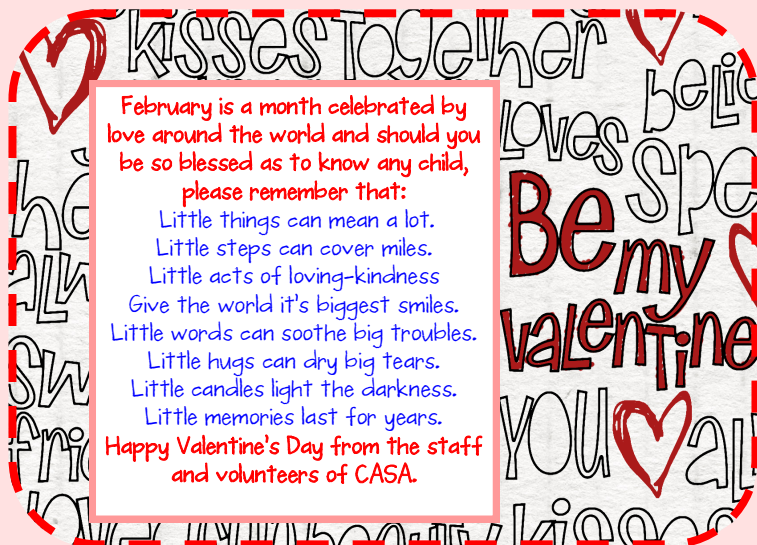 kisses Together
loves
Be
my
valenTine
YOU
February is a month celebrated by
love around the world and should you
be so blessed as to know any child,
please remember that:
Little things can mean a lot.
Little steps can cover miles.
Little acts of loving-kindness
Give the world it's biggest smiles.
Little words can soothe big troubles.
Little hugs can dry big tears.
Little candles light the darkness.
Little memories last for years.
Happy Valentine's Day from the staff
and volunteers of CASA.